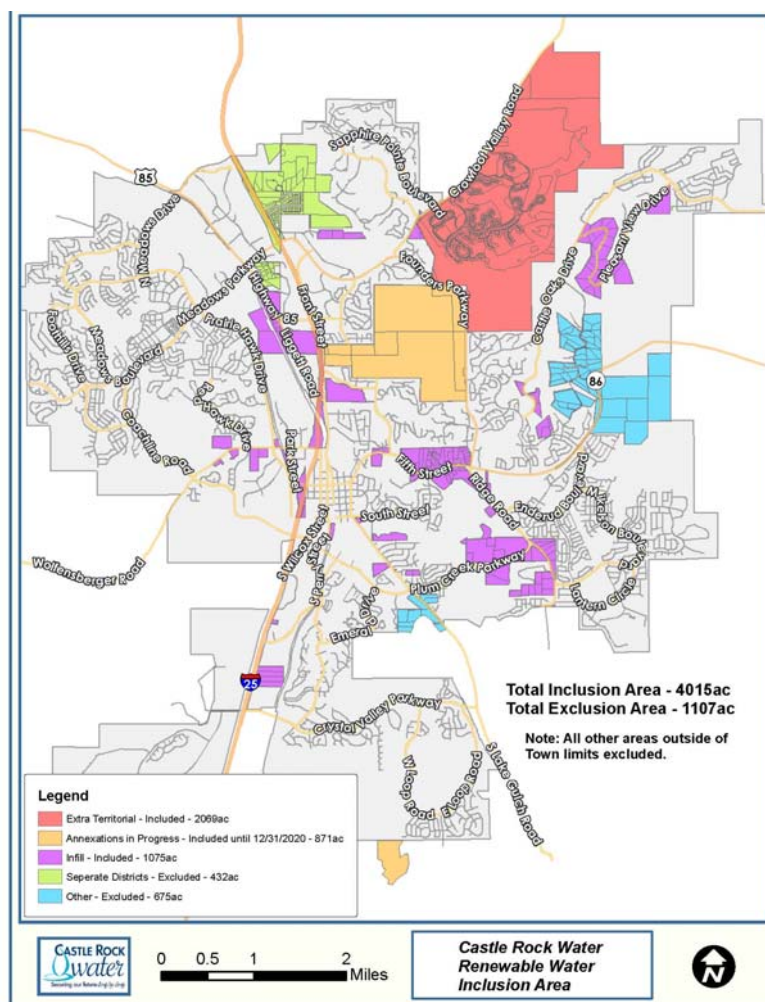 Sapphire Pointe Boulevard
Crowfoot Valley Road
85
N Meadows Drive
Pleasant View Drive
Founders Parkway
Castle Oaks Drive
Meadows Parkway
Highway 85
Front Street
Liggett Road
Prairie Hawk Drive
Foothills Drive
Meadows Boulevard
86
Red Hawk Drive
Coachline Road
Park Street
Fifth Street
Ridge Road
Enderud Boulevard
South Street
S Wilcox Street
S Perry Street
Plum Creek Parkway
Lantern Circle
Wolfensberger Road
Emerald Drive
25
Total Inclusion Area - 4015ac
Total Exclusion Area - 1107ac
Note: All other areas outside of
Town limits excluded.
Crystal Valley Parkway
W Loop Road
E Loop Road
S Lake Gulch Road
Legend
Extra Territorial - Included - 2069ac
Annexations in Progress - Included until 12/31/2020 - 871ac
Infill - Included - 1075ac
Seperate Districts - Excluded - 432ac
Other - Excluded - 675ac
CASTLE ROCK
water
0 0.5 1 2
Miles
Castle Rock Water
Renewable Water
Inclusion Area
N